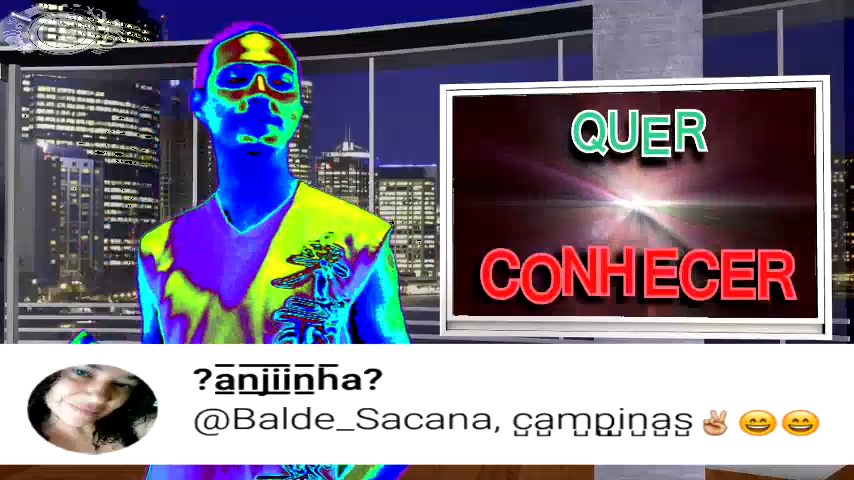 QUER
CONHECER
?a̲̅n̲̅j̲̅i̲̅i̲̅n̲̅h̅a?
@Balde_Sacana, c̺a̺m̺p̺i̺n̺a̺s̺✌🏼😄😄